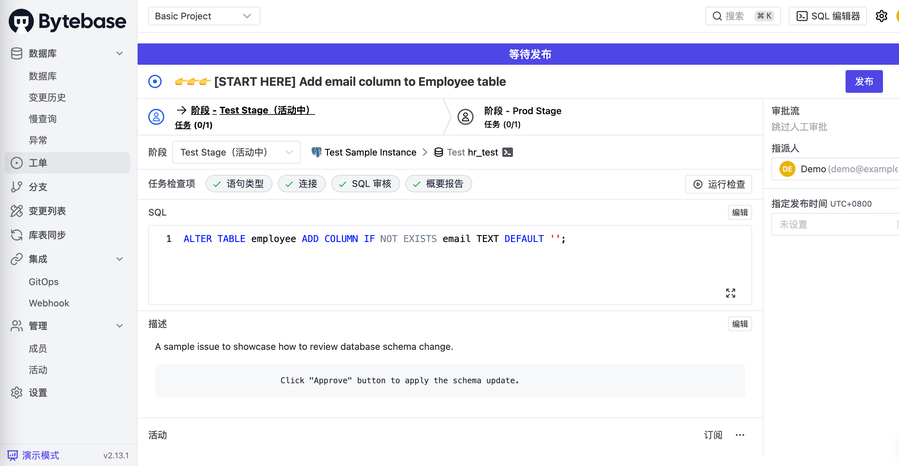 Bytebase
Basic Project
搜索 ⌘ K
SQL 编辑器
数据库
数据库
变更历史
慢查询
异常
工单
分支
变更列表
库表同步
集成
GitOps
Webhook
管理
成员
活动
设置
演示模式
v2.13.1
等待发布
👉👉👉 [START HERE] Add email column to Employee table
发布
→ 阶段 - Test Stage（活动中）
任务 (0/1)
阶段 - Prod Stage
任务 (0/1)
阶段
Test Stage（活动中）
Test Sample Instance > Test hr_test
任务检查项
语句类型
连接
SQL 审核
概要报告
运行检查
SQL
编辑
1 ALTER TABLE employee ADD COLUMN IF NOT EXISTS email TEXT DEFAULT '';
描述
编辑
A sample issue to showcase how to review database schema change.
Click "Approve" button to apply the schema update.
活动
订阅
审批流
跳过人工审批
指派人
DE Demo (demo@example
指定发布时间 UTC+0800
未设置